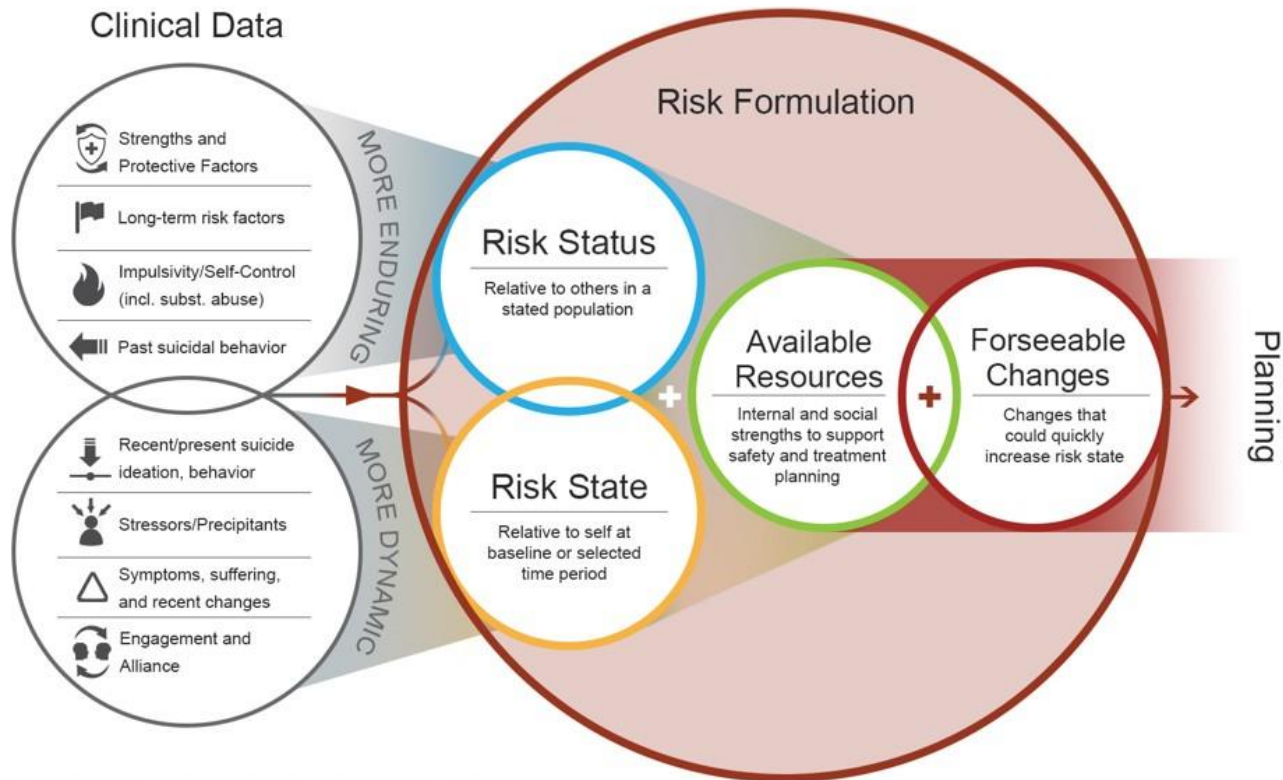 Clinical Data
Strengths and
Protective Factors
Long-term risk factors
Impulsivity/Self-Control
(incl. subst. abuse)
Past suicidal behavior
Recent/present suicide
ideation, behavior
Stressors/Precipitants
Symptoms, suffering,
and recent changes
Engagement and
Alliance
MORE ENDURING
MORE DYNAMIC
Risk Formulation
Risk Status
Relative to others in a
stated population
Risk State
Relative to self at
baseline or selected
time period
Available
Resources
Internal and social
strengths to support
safety and treatment
planning
Forseeable
Changes
Changes that
could quickly
increase risk state
Planning